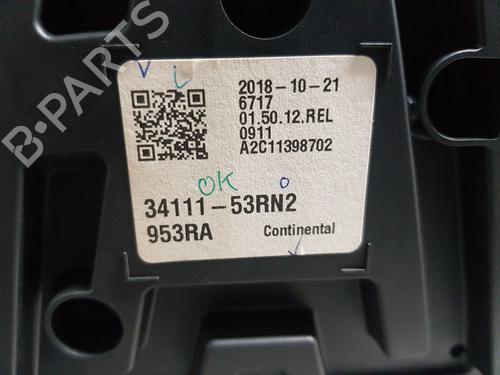 B-PARTS
V i
2018-10-21
6717
01.50.12.REL
0911
A2C11398702
OK o
34111-53RN2
953RA Continental